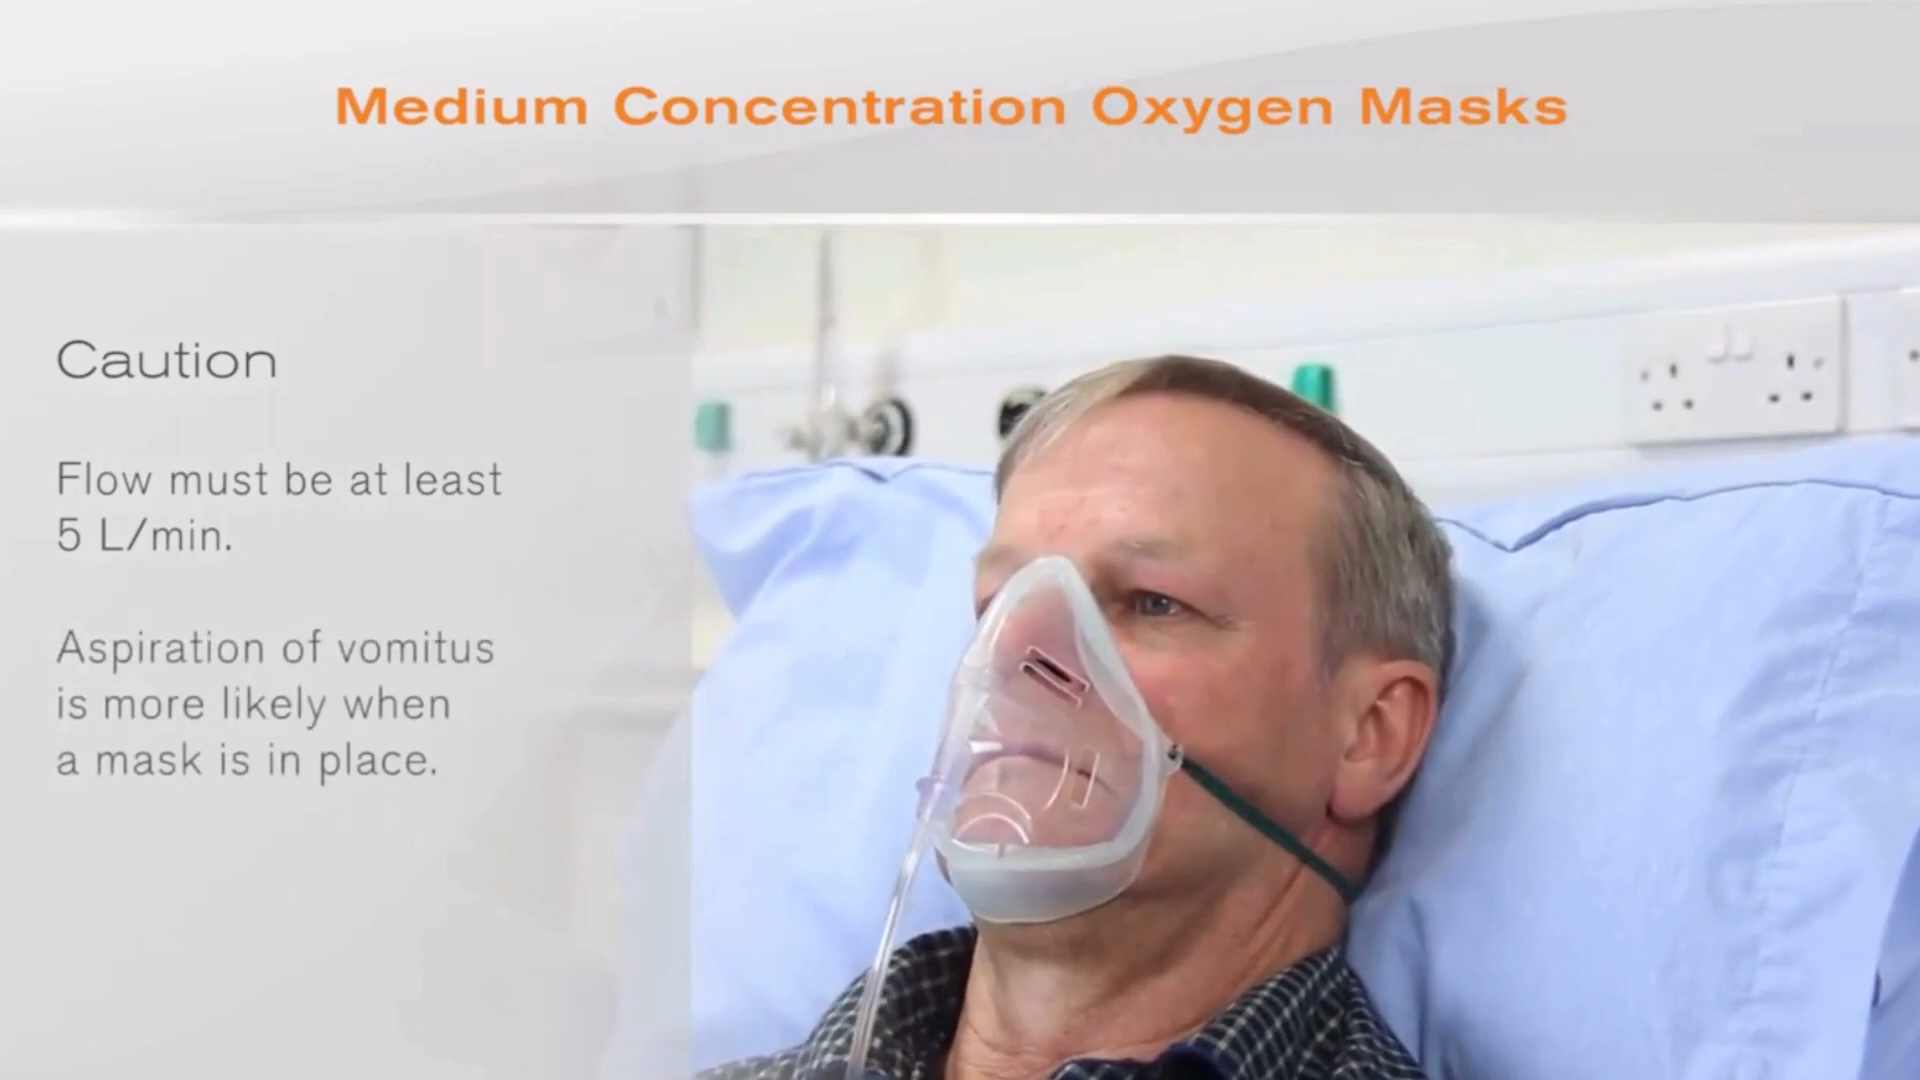 Medium Concentration Oxygen Masks
Caution
Flow must be at least
5 L/min.
Aspiration of vomitus
is more likely when
a mask is in place.